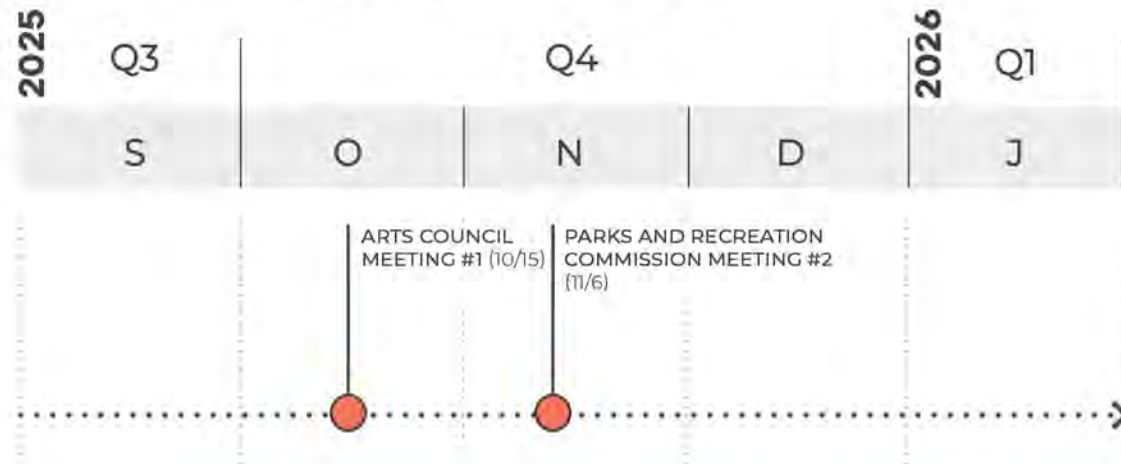 2025
Q3
Q4
2026
Q1
S
O
N
D
J
ARTS COUNCIL
MEETING #1 (10/15)
PARKS AND RECREATION
COMMISSION MEETING #2
(11/6)